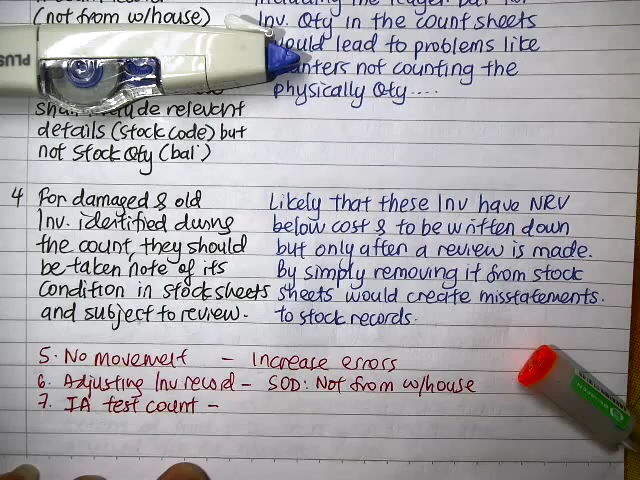 (not from w/house)
Inv. Qty in the count sheets
would lead to problems like
not counting the
physically Qty....
PLUS
relevent
details (stock code) but
not stock Qty (bal)
4 For damaged & old
Inv. identified during
the count, they should
be taken note of its
condition in stock sheets
and subject to review.
Likely that these Inv have NRV
below cost & to be written down
but only after a review is made.
By simply removing it from stock
sheets would create misstatements.
to stock records.
5. No movement - Increase errors
6. Adjusting Inv record - SOD: Not from w/house
7. IA test count -